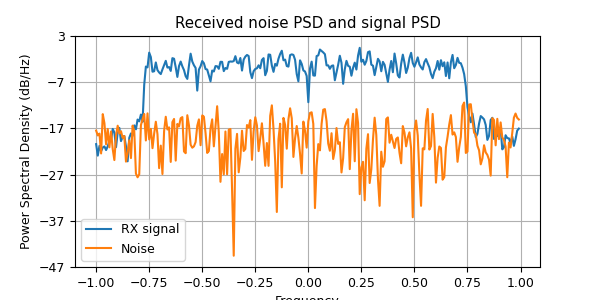 Received noise PSD and signal PSD
Power Spectral Density (dB/Hz)
3
−7
−17
−27
−37
−47
RX signal
Noise
−1.00 −0.75 −0.50 −0.25 0.00 0.25 0.50 0.75 1.00
Frequency